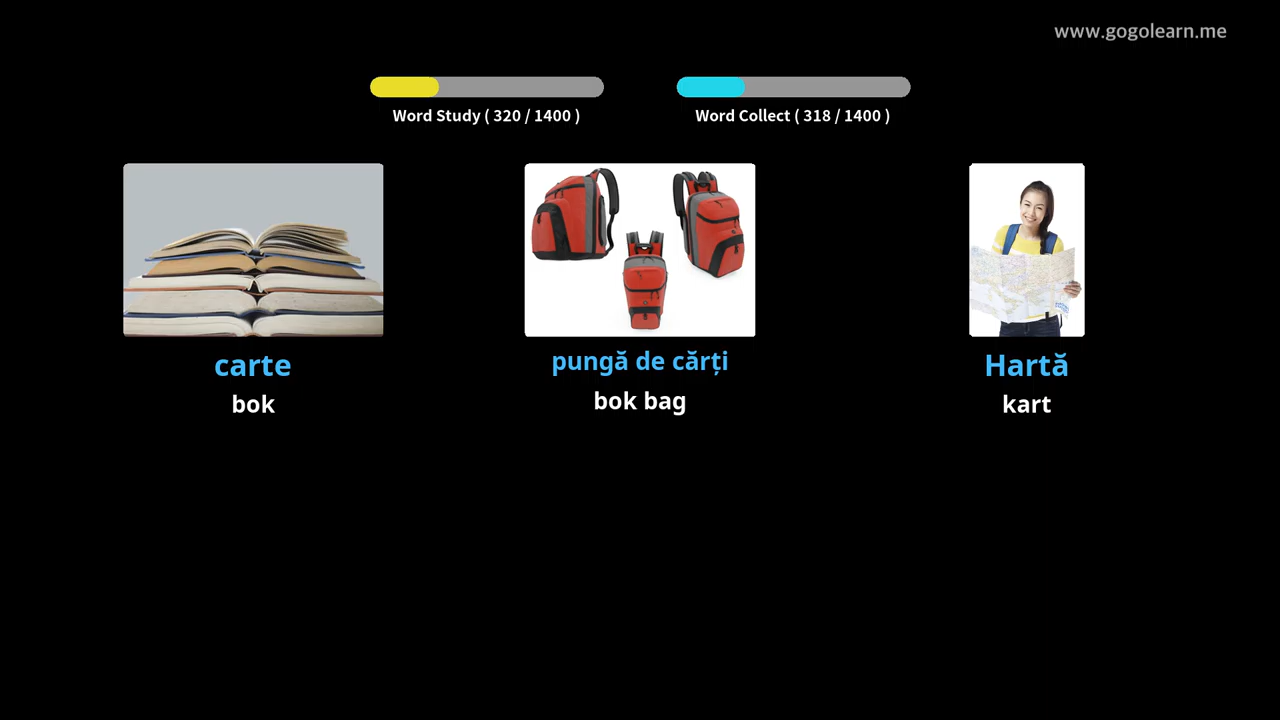 www.gogolearn.me
Word Study ( 320 / 1400 )
Word Collect ( 318 / 1400 )
carte
pungă de cărți
Hartă
bok
bok bag
kart